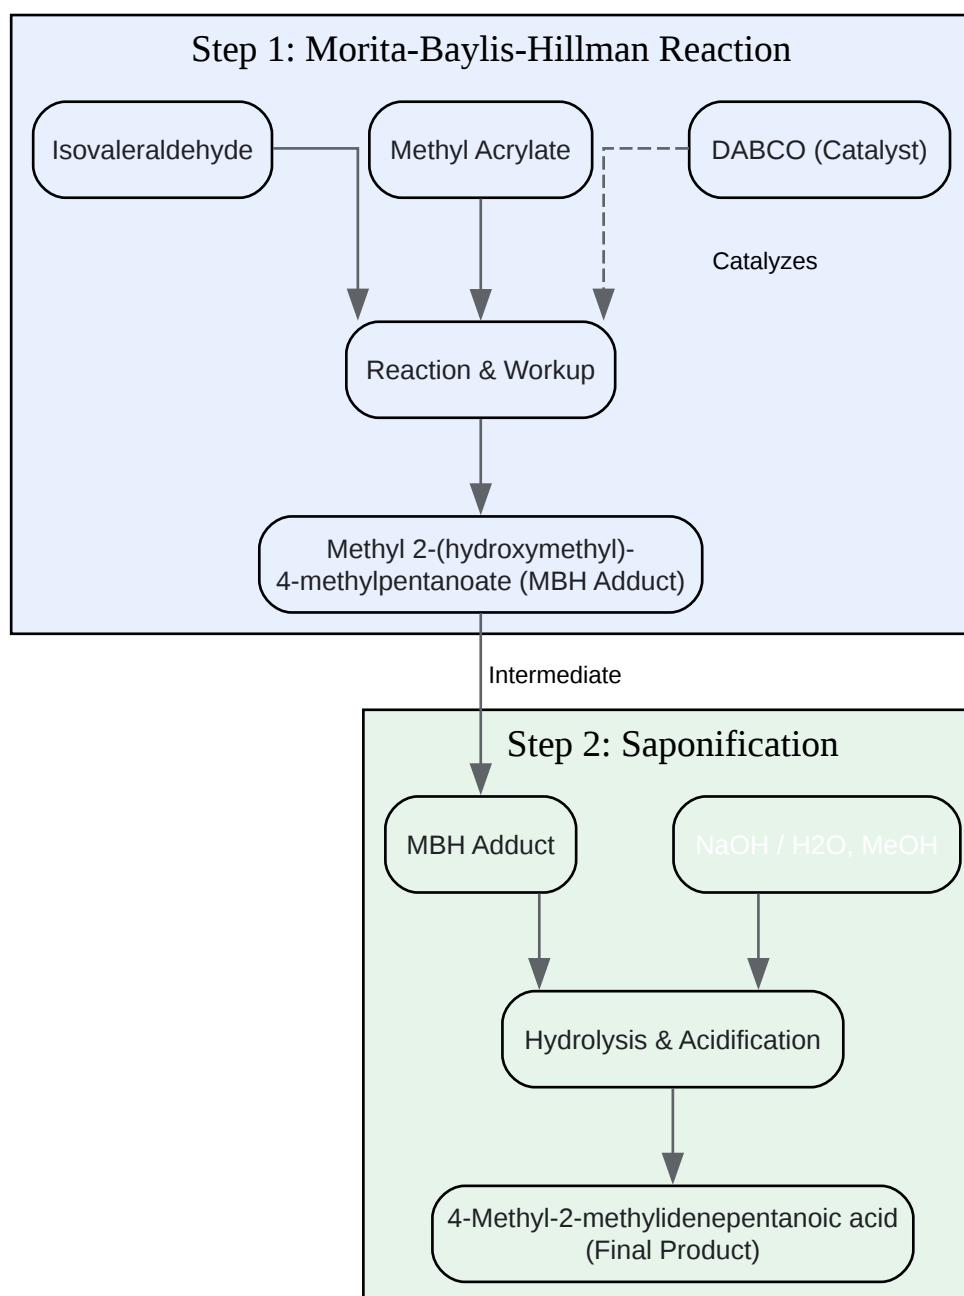 Step 1: Morita-Baylis-Hillman Reaction
Isovaleraldehyde
Methyl Acrylate
DABCO (Catalyst)
Catalyzes
Reaction & Workup
Methyl 2-(hydroxymethyl)-
4-methylpentanoate (MBH Adduct)
Intermediate
Step 2: Saponification
MBH Adduct
NaOH / H2O, MeOH
Hydrolysis & Acidification
4-Methyl-2-methylidenepentanoic acid
(Final Product)